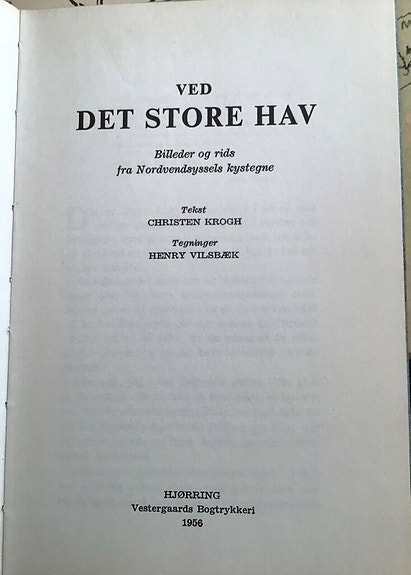 VED
DET STORE HAV
Billeder og rids
fra Nordvendsyssels kystegne
Tekst
CHRISTEN KROGH
Tegninger
HENRY VILSBÆK
HJØRRING
Vestergaards Bogtrykkeri
1956